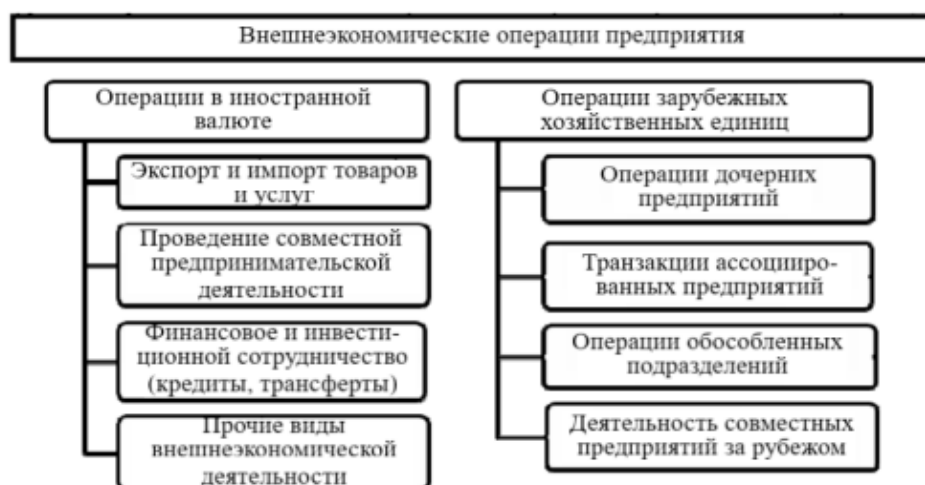 Внешнеэкономические операции предприятия
Операции в иностранной
валюте
Экспорт и импорт товаров
и услуг
Проведение совместной
предпринимательской
деятельности
Финансовое и инвести-
ционной сотрудничество
(кредиты, трансферты)
Прочие виды
внешнеэкономической
деятельности
Операции зарубежных
хозяйственных единиц
Операции дочерних
предприятий
Транзакции ассоцииро-
ванных предприятий
Операции обособленных
подразделений
Деятельность совместных
предприятий за рубежом